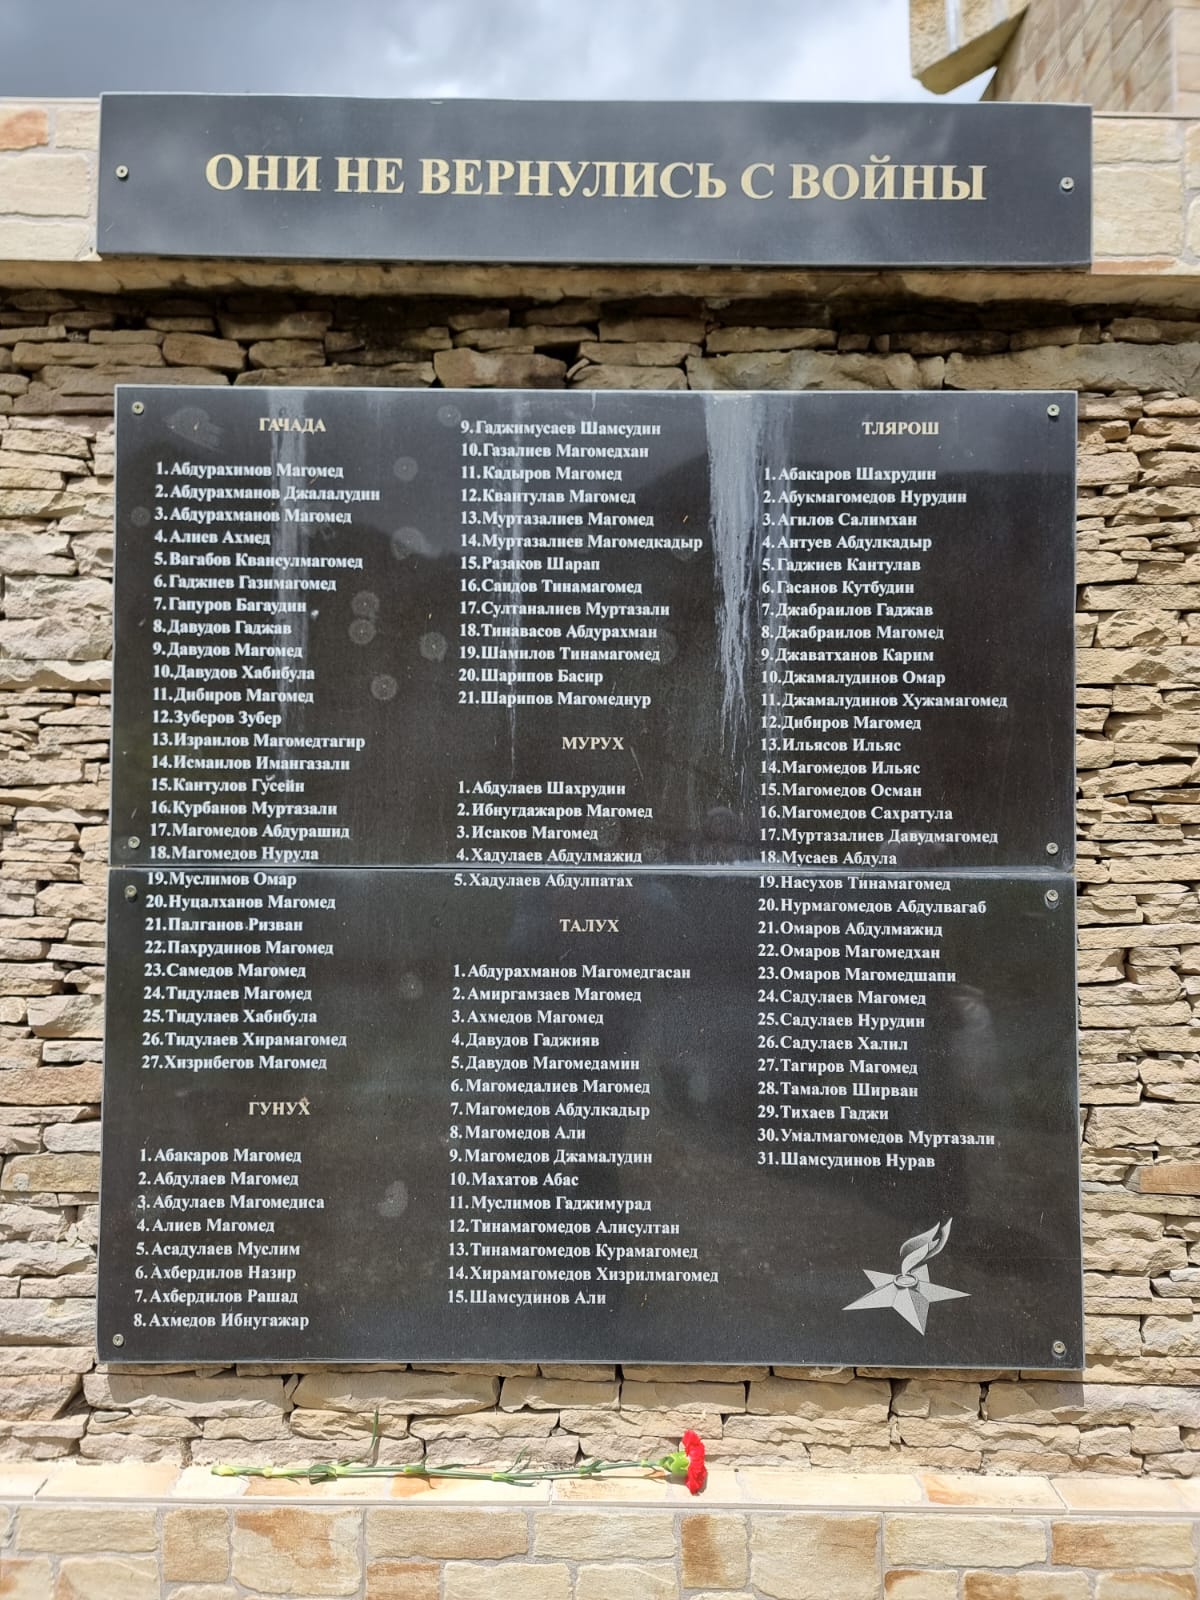 ОНИ НЕ ВЕРНУЛИСЬ С ВОЙНЫ
ГАЧАДА
1. Абдурахимов Магомед
2. Абдурахманов Джалалудин
3. Абдурахманов Магомед
4. Алиев Ахмед
5. Вагабов Квансулмагомед
6. Гаджиев Газимагомед
7. Гапуров Багаудин
8. Давудов Гаджав
9. Давудов Магомед
10. Давудов Хабибула
11. Дибиров Магомед
12. Зуберов Зубер
13. Израилов Магомедтагир
14. Исмаилов Имангазали
15. Кантулов Гусейн
16. Курбанов Муртазали
17. Магомедов Абдурашид
18. Магомедов Нурула
19. Муслимов Омар
20. Нуцалханов Магомед
21. Палганов Ризван
22. Пахрудинов Магомед
23. Самедов Магомед
24. Тидулаев Магомед
25. Тидулаев Хабибула
26. Тидулаев Хирамагомед
27. Хизрибегов Магомед
ГУНУХ
1. Абакаров Магомед
2. Абдулаев Магомед
3. Абдулаев Магомедиса
4. Алиев Магомед
5. Асадулаев Муслим
6. Ахбердилов Назир
7. Ахбердилов Рашад
8. Ахмедов Ибнугажар
9. Гаджимусаев Шамсудин
10. Газалиев Магомедхан
11. Кадыров Магомед
12. Квантулав Магомед
13. Муртазалиев Магомед
14. Муртазалиев Магомедкадыр
15. Разаков Шарап
16. Саидов Тинамагомед
17. Султаналиев Муртазали
18. Тинавасов Абдурахман
19. Шамилов Тинамагомед
20. Шарипов Басир
21. Шарипов Магомеднур
МУРУХ
1. Абдулаев Шахрудин
2. Ибнугджаров Магомед
3. Исаков Магомед
4. Хадулаев Абдулмажид
5. Хадулаев Абдулпатах
ТАЛУХ
1. Абдурахманов Магомедгасан
2. Амиргамзаев Магомед
3. Ахмедов Магомед
4. Давудов Гаджияв
5. Давудов Магомедамин
6. Магомедалиев Магомед
7. Магомедов Абдулкадыр
8. Магомедов Али
9. Магомедов Джамалудин
10. Махатов Абас
11. Муслимов Гаджимурад
12. Тинамагомедов Алисултан
13. Тинамагомедов Курамагомед
14. Хирамагомедов Хизрилмагомед
15. Шамсудинов Али
ТЛЯРОШ
1. Абакаров Шахрудин
2. Абукмагомедов Нурудин
3. Агилов Салимхан
4. Антуев Абдулкадыр
5. Гаджиев Кантулав
6. Гасанов Кутбудин
7. Джабраилов Гаджав
8. Джабраилов Магомед
9. Джаватханов Карим
10. Джамалудинов Омар
11. Джамалудинов Хужамагомед
12. Дибиров Магомед
13. Ильясов Ильяс
14. Магомедов Ильяс
15. Магомедов Осман
16. Магомедов Сахратула
17. Муртазалиев Давудмагомед
18. Мусаев Абдула
19. Насухов Тинамагомед
20. Нурмагомедов Абдулвагаб
21. Омаров Абдулмажид
22. Омаров Магомедхан
23. Омаров Магомедшапи
24. Садулаев Магомед
25. Садулаев Нурудин
26. Садулаев Халил
27. Тагиров Магомед
28. Тамалов Ширван
29. Тихаев Гаджи
30. Умалмагомедов Муртазали
31. Шамсудинов Нурав